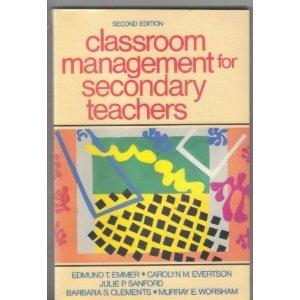 SECOND EDITION
classroom
management for
secondary
teachers
EDMUND T. EMMER • CAROLYN M. EVERTSON
JULIE P. SANFORD
BARBARA S. CLEMENTS • MURRAY E. WORSHAM